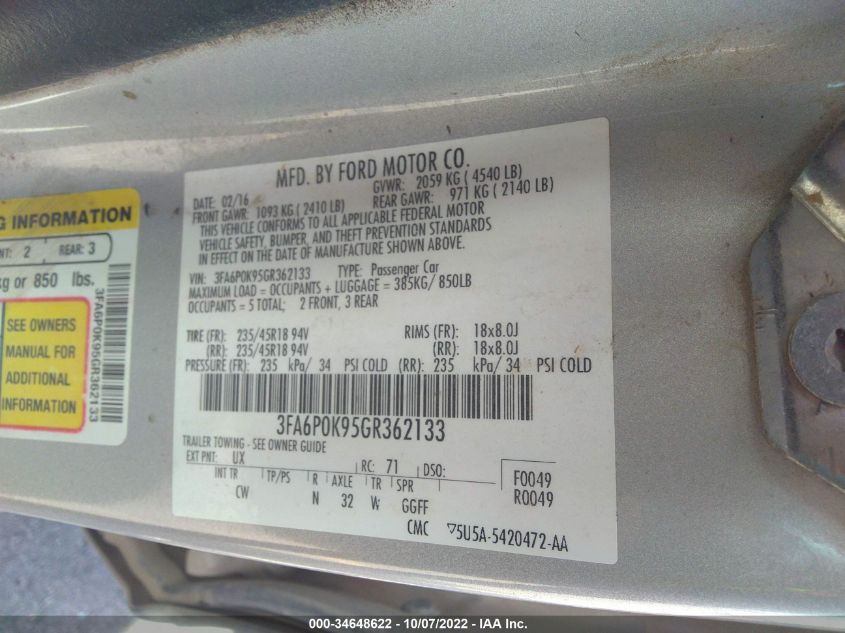 MFD. BY FORD MOTOR CO.
DATE: 02/16 GVWR: 2059 KG ( 4540 LB)
FRONT GAWR: 1093 KG ( 2410 LB) REAR GAWR: 971 KG ( 2140 LB)
THIS VEHICLE CONFORMS TO ALL APPLICABLE FEDERAL MOTOR
VEHICLE SAFETY, BUMPER, AND THEFT PREVENTION STANDARDS
IN EFFECT ON THE DATE OF MANUFACTURE SHOWN ABOVE.
VIN: 3FA6P0K95GR362133 TYPE: Passenger Car
MAXIMUM LOAD = OCCUPANTS + LUGGAGE = 385KG/ 850LB
OCCUPANTS = 5 TOTAL; 2 FRONT, 3 REAR
TIRE (FR): 235/45R18 94V RIMS (FR): 18x8.0J
(RR): 235/45R18 94V (RR): 18x8.0J
PRESSURE (FR): 235 kPa/ 34 PSI COLD (RR): 235 kPa/ 34 PSI COLD
3FA6P0K95GR362133
TRAILER TOWING - SEE OWNER GUIDE
EXT PNT: UX RC: 71 DSO:
INT TR TP/PS R AXLE TR SPR
CW N 32 W GGFF
F0049
R0049
CMC ▽5U5A-5420472-AA
G INFORMATION
NT: 2 REAR: 3
kg or 850 lbs.
SEE OWNERS
MANUAL FOR
ADDITIONAL
INFORMATION
3FA6P0K95GR362133
000-34648622 - 10/07/2022 - IAA Inc.